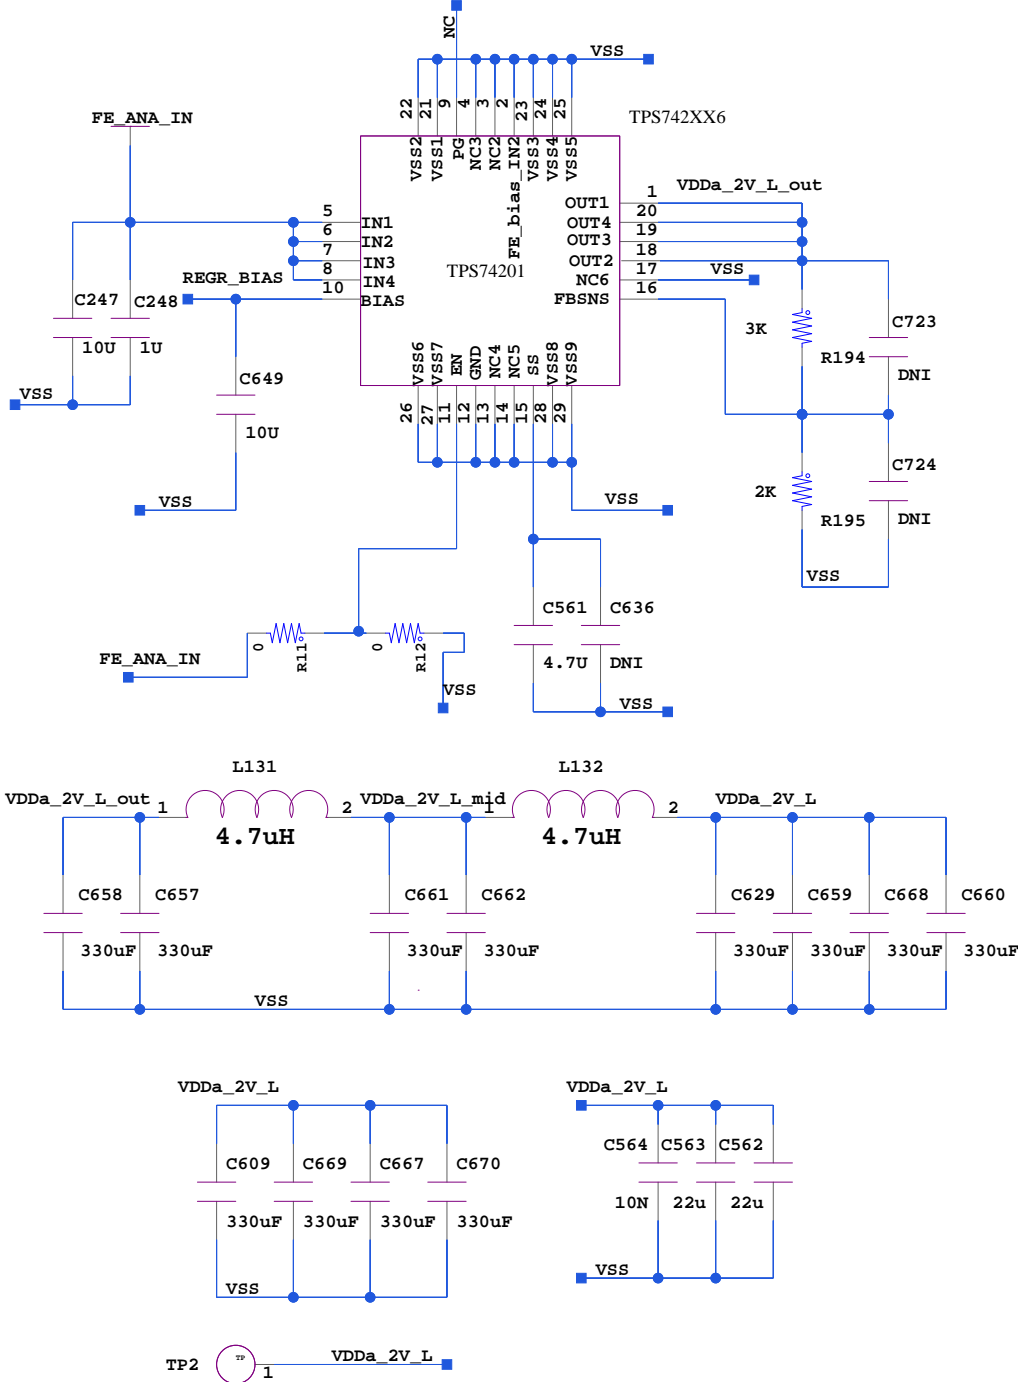 NC
VSS
22
21
9
4
3
2
23
24
25
TPS742XX6
FE_ANA_IN
VSS2
VSS1
PG
NC3
NC2
FE_bias_IN2
VSS3
VSS4
VSS5
1
VDDa_2V_L_out
OUT1
20
5
IN1
OUT4
19
6
IN2
OUT3
18
7
IN3
TPS74201
OUT2
17
VSS
REGR_BIAS
8
IN4
NC6
16
10
BIAS
FBSNS
C247
C248
10U
1U
3K
C723
R194
DNI
VSS
C649
10U
VSS6
VSS7
EN
GND
NC4
NC5
SS
VSS8
VSS9
26
27
11
12
13
14
15
28
29
VSS
VSS
2K
C724
R195
DNI
VSS
C561
C636
4.7U
DNI
0
R11
0
R12
FE_ANA_IN
VSS
VSS
L131
L132
VDDa_2V_L_out
1
2
VDDa_2V_L_mid
1
2
VDDa_2V_L
4.7uH
4.7uH
C658
C657
C661
C662
C629
C659
C668
C660
330uF
330uF
330uF
330uF
330uF
330uF
330uF
330uF
VSS
VDDa_2V_L
VDDa_2V_L
C609
C669
C667
C670
C564
C563
C562
330uF
330uF
330uF
330uF
10N
22u
22u
VSS
VSS
TP2
TP
1
VDDa_2V_L